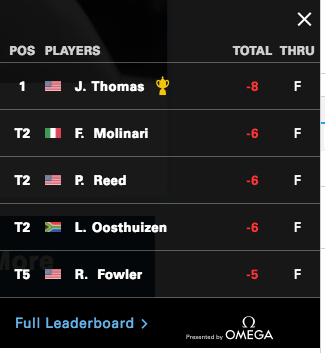 POS PLAYERS TOTAL THRU
1 J. Thomas -8 F
T2 F. Molinari -6 F
T2 P. Reed -6 F
T2 L. Oosthuizen -6 F
More
T5 R. Fowler -5 F
Full Leaderboard >
Presented by Ω OMEGA